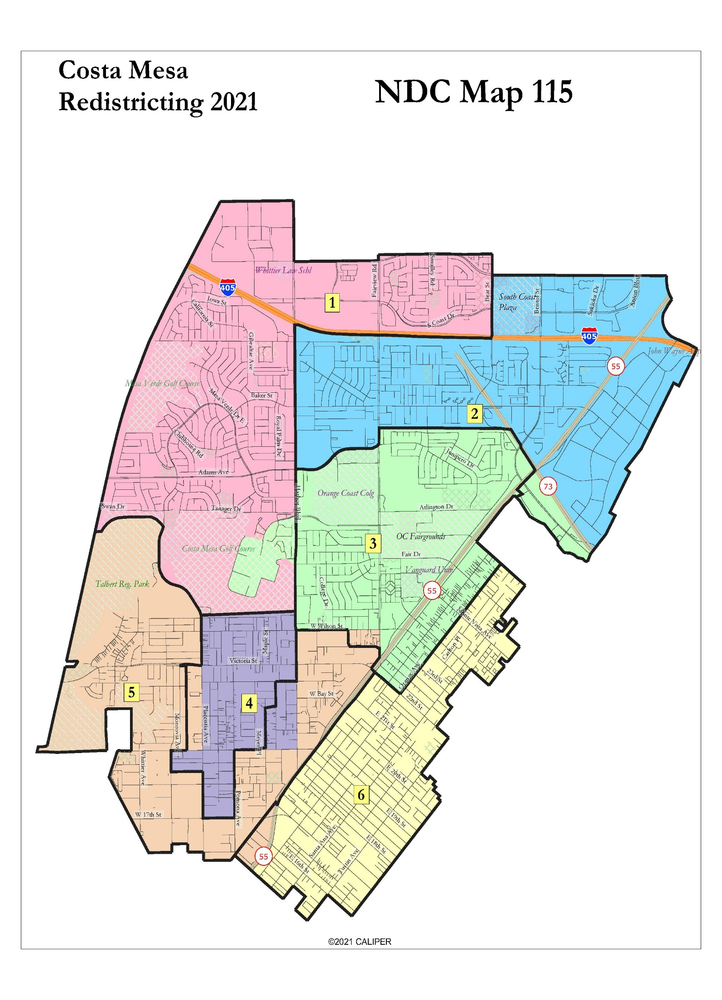 Costa Mesa
Redistricting 2021
NDC Map 115
Whittier Law Schl
Fairview Rd
Smalley Rd
Bear St
405
Iowa St
California St
1
S Coast Dr
South Coast
Plaza
Bristol St
Sakioka Dr
Anton Blvd
405
John Wayne Airp
55
Gibraltar Ave
Mesa Verde Golf Course
Baker St
Mesa Verde Dr E
Royal Palm Dr
2
Clubhouse Rd
Junipero Dr
Adams Ave
73
Orange Coast Colg
Swan Dr
Tanager Dr
Arlington Dr
OC Fairgrounds
3
Costa Mesa Golf Course
Fair Dr
Vanguard Univ.
Talbert Reg. Park
College Dr
55
Monte Vista Ave
W Wilson St
Maple St
Carlton Pl
Victoria St
Orange Ave
23rd St
5
4
W Bay St
22nd St
E 21st St
Placentia Ave
Monrovia Ave
Meyer Pl
Whittier Ave
E 20th St
6
Pomona Ave
W 17th St
E 19th St
Santa Ana Ave
E 18th St
55
E 16th St
Tustin Ave
©2021 CALIPER